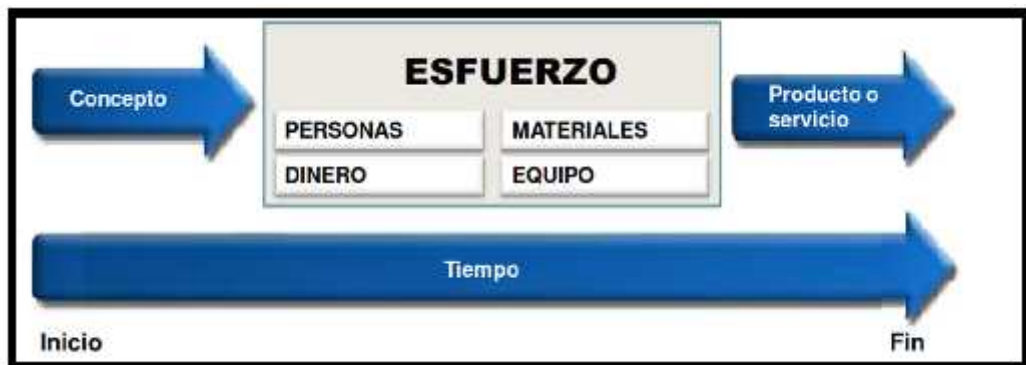 Concepto
ESFUERZO
PERSONAS
MATERIALES
DINERO
EQUIPO
Producto o
servicio
Tiempo
Inicio
Fin